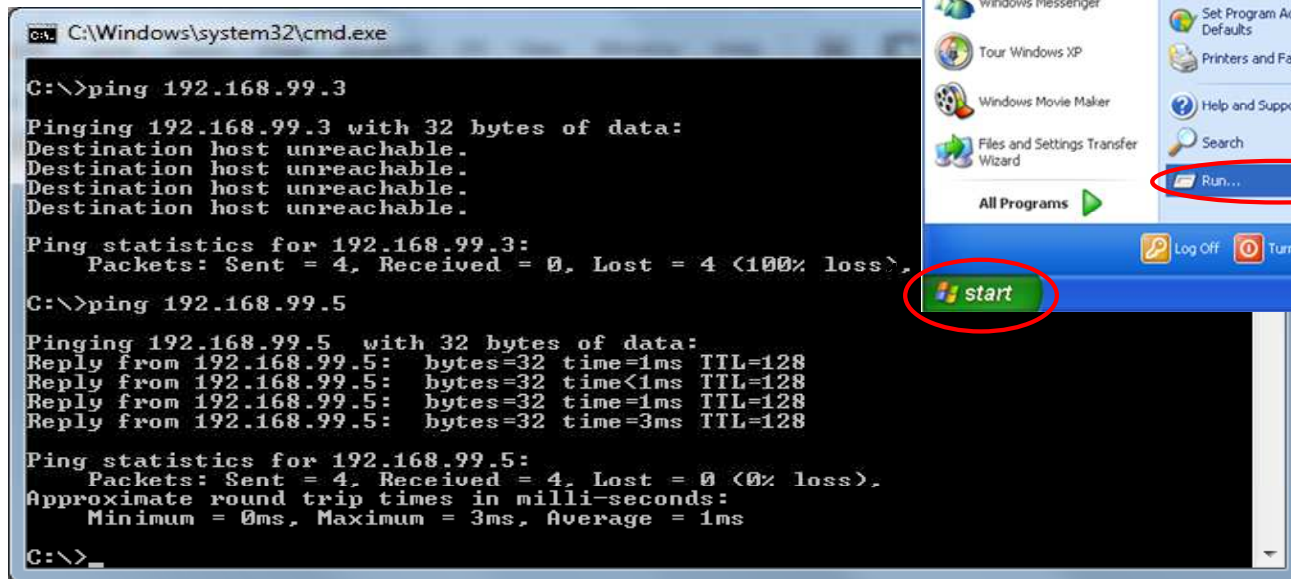 C:\Windows\system32\cmd.exe
C:\>ping 192.168.99.3
Pinging 192.168.99.3 with 32 bytes of data:
Destination host unreachable.
Destination host unreachable.
Destination host unreachable.
Destination host unreachable.
Ping statistics for 192.168.99.3:
Packets: Sent = 4, Received = 0, Lost = 4 (100% loss),
C:\>ping 192.168.99.5
Pinging 192.168.99.5 with 32 bytes of data:
Reply from 192.168.99.5: bytes=32 time=1ms TTL=128
Reply from 192.168.99.5: bytes=32 time<1ms TTL=128
Reply from 192.168.99.5: bytes=32 time=1ms TTL=128
Reply from 192.168.99.5: bytes=32 time=3ms TTL=128
Ping statistics for 192.168.99.5:
Packets: Sent = 4, Received = 4, Lost = 0 (0% loss),
Approximate round trip times in milli-seconds:
Minimum = 0ms, Maximum = 3ms, Average = 1ms
C:\>_
Windows Messenger
Tour Windows XP
Windows Movie Maker
Files and Settings Transfer
Wizard
All Programs
Set Program
Defaults
Printers and
Help and
Search
Run...
Log Off
start